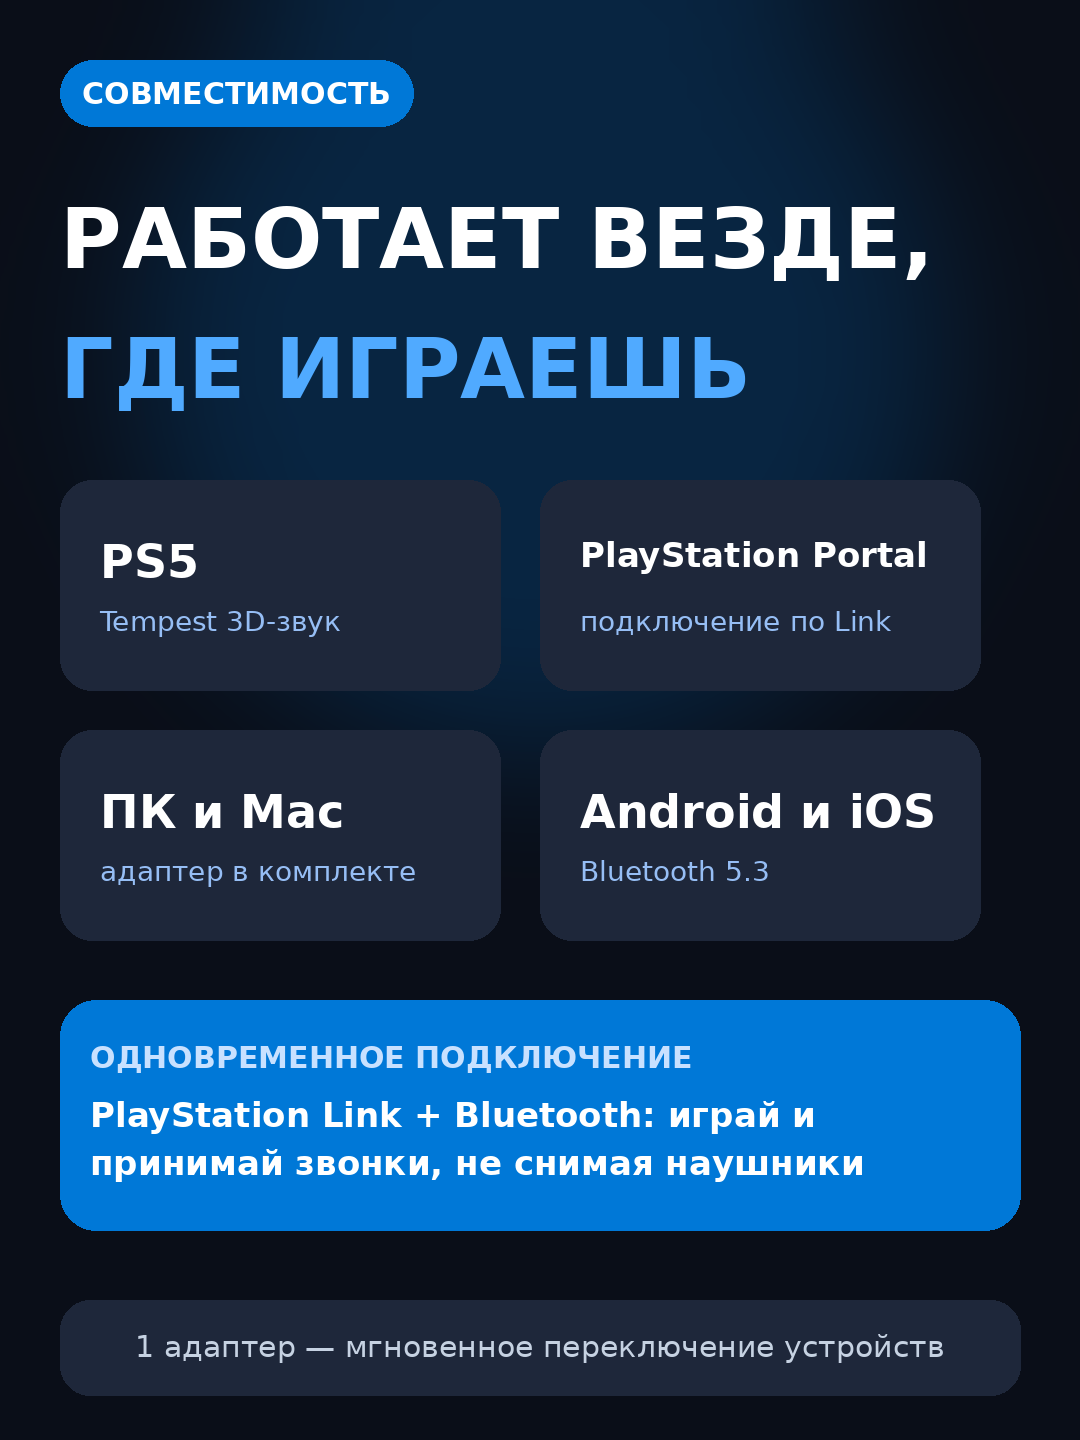 СОВМЕСТИМОСТЬ
РАБОТАЕТ ВЕЗДЕ,
ГДЕ ИГРАЕШЬ
PS5
Tempest 3D-звук
PlayStation Portal
подключение по Link
ПК и Mac
адаптер в комплекте
Android и iOS
Bluetooth 5.3
ОДНОВРЕМЕННОЕ ПОДКЛЮЧЕНИЕ
PlayStation Link + Bluetooth: играй и
принимай звонки, не снимая наушники
1 адаптер — мгновенное переключение устройств